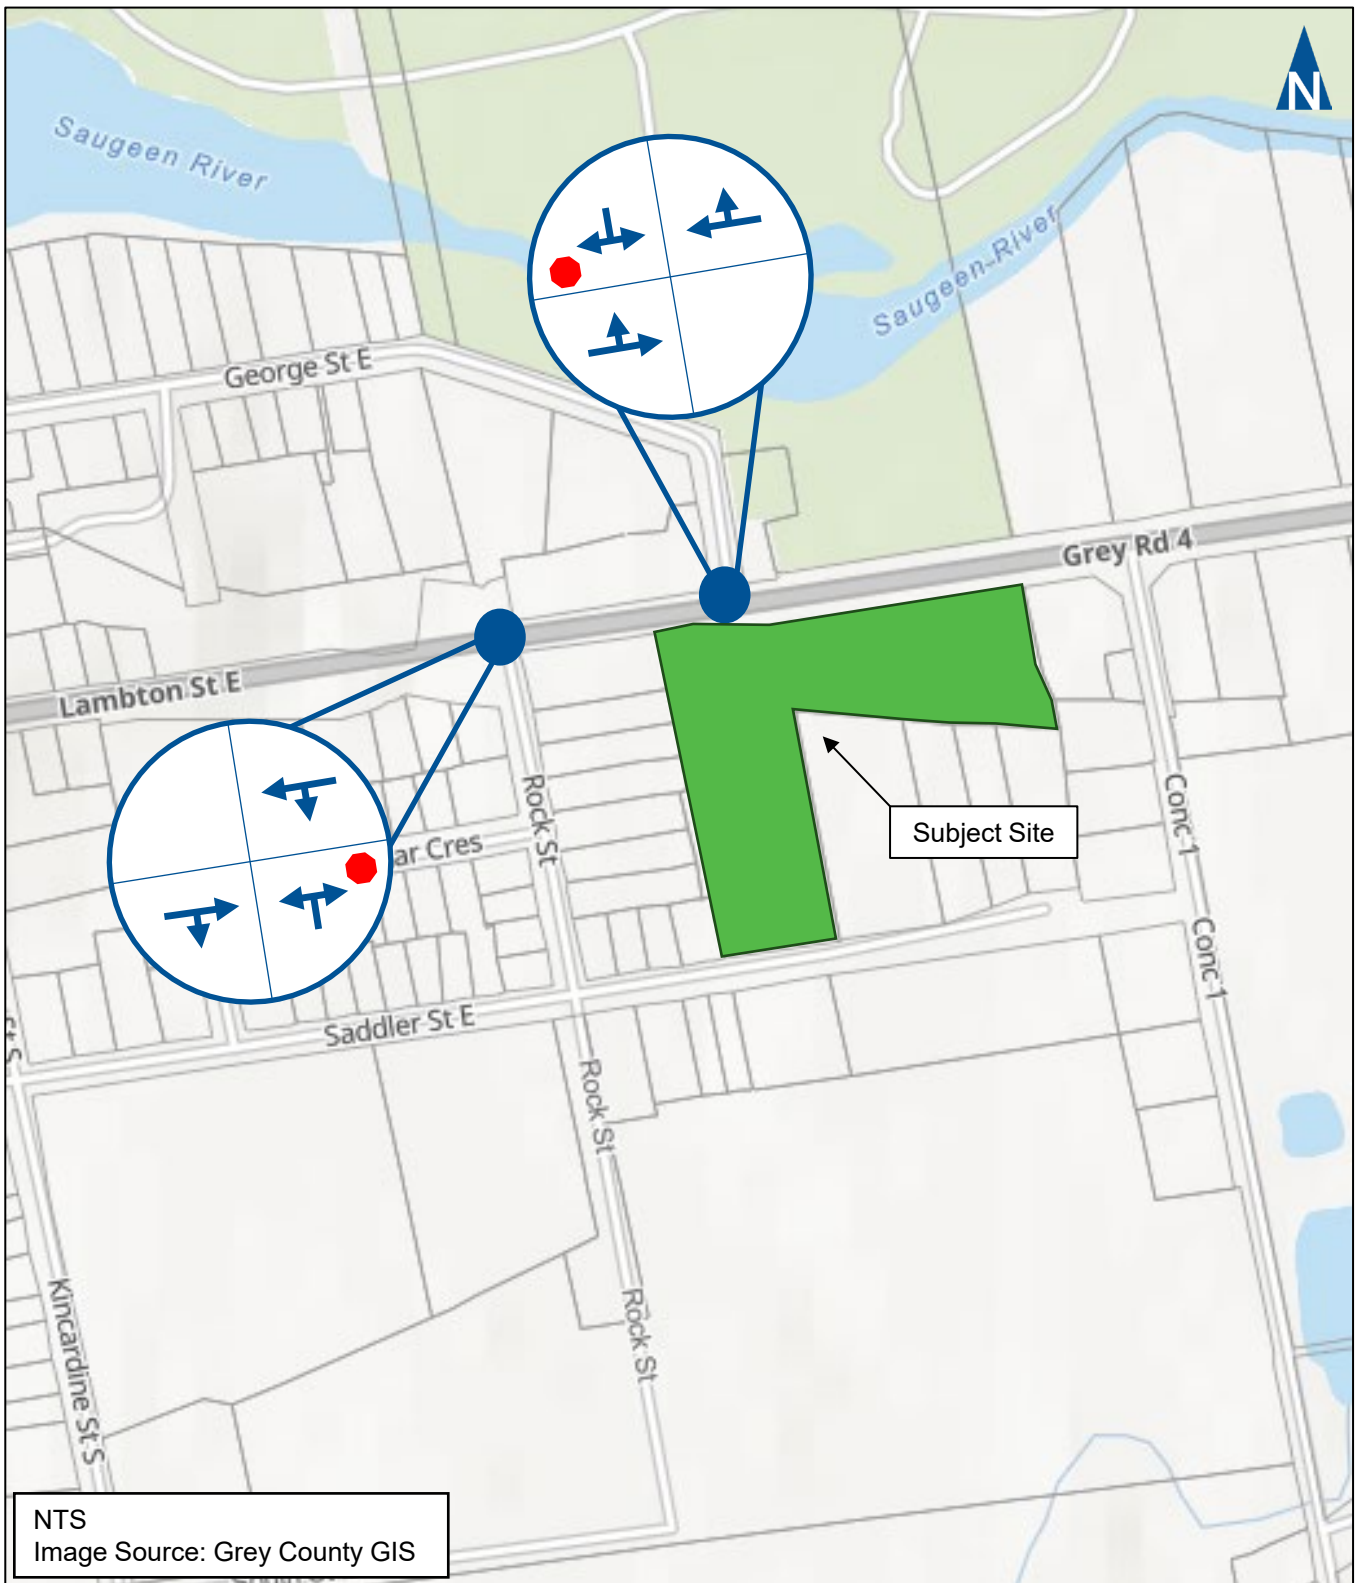 N
Saugeen River
Saugeen River
George St E
Grey Rd 4
Lambton St E
Rock St
Conc 1
Subject Site
ar Cres
Conc 1
Saddler St E
Rock St
Kincardine St S
Rock St
NTS
Image Source: Grey County GIS